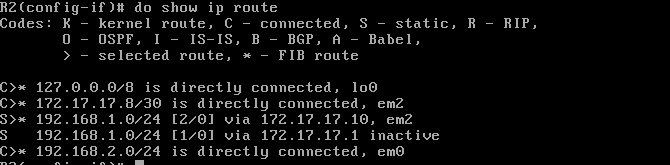 R2(config-if)# do show ip route
Codes: K - kernel route, C - connected, S - static, R - RIP,
O - OSPF, I - IS-IS, B - BGP, A - Babel,
> - selected route, * - FIB route
C>* 127.0.0.0/8 is directly connected, lo0
C>* 172.17.17.8/30 is directly connected, em2
S>* 192.168.1.0/24 [2/0] via 172.17.17.10, em2
S 192.168.1.0/24 [1/0] via 172.17.17.1 inactive
C>* 192.168.2.0/24 is directly connected, em0
R2(config-if)#